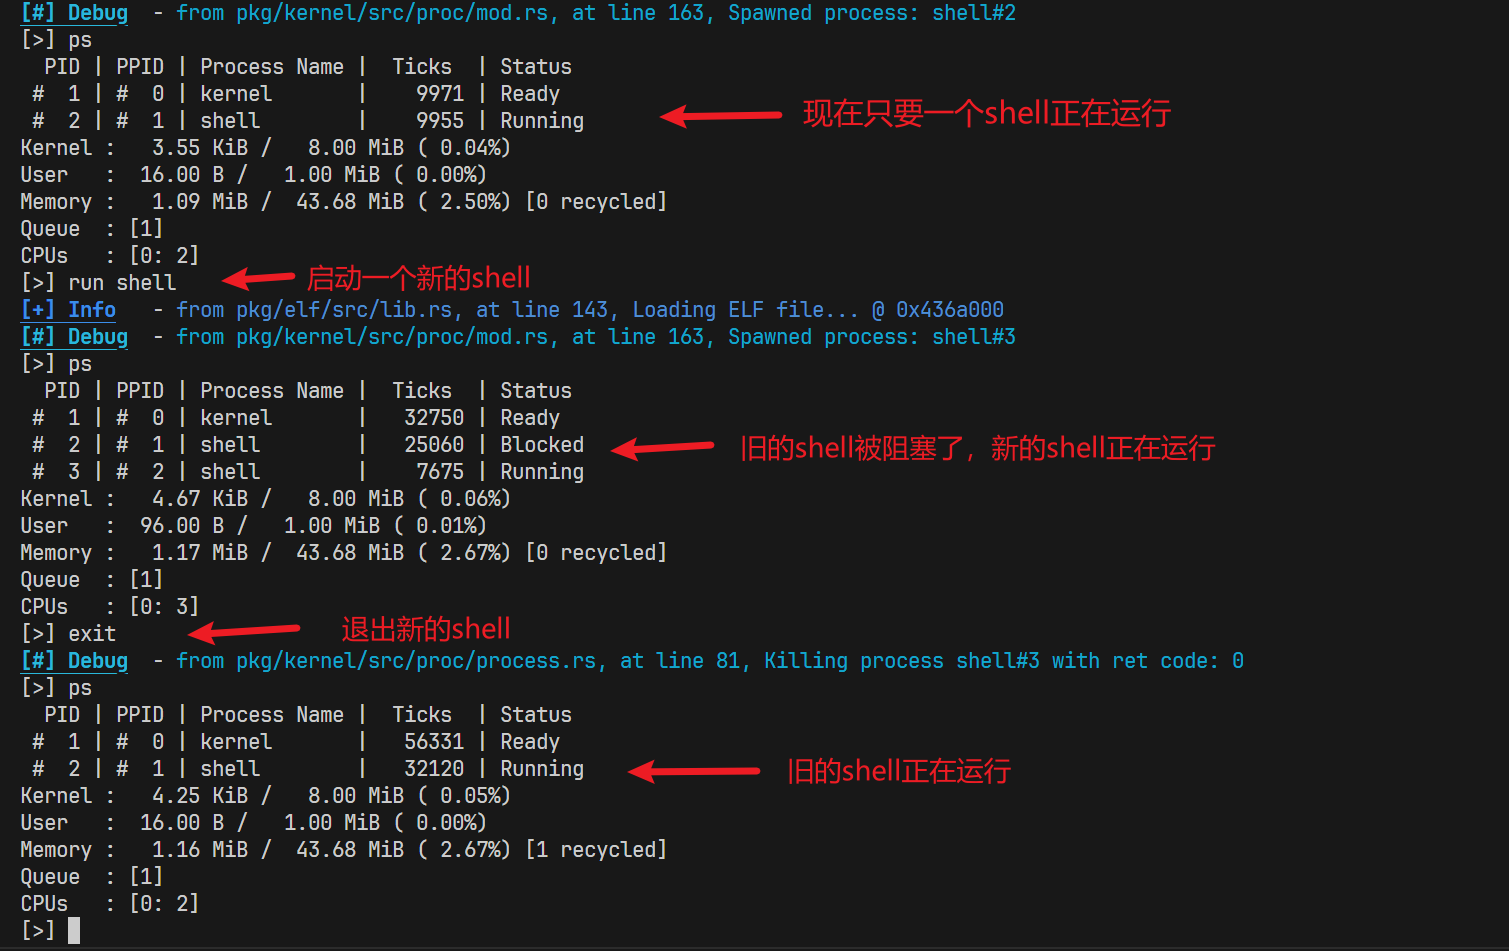 [#] Debug - from pkg/kernel/src/proc/mod.rs, at line 163, Spawned process: shell#2
[>] ps
PID | PPID | Process Name | Ticks | Status
# 1 | # 0 | kernel | 9971 | Ready
# 2 | # 1 | shell | 9955 | Running 现在只要一个shell正在运行
Kernel : 3.55 KiB / 8.00 MiB ( 0.04%)
User : 16.00 B / 1.00 MiB ( 0.00%)
Memory : 1.09 MiB / 43.68 MiB ( 2.50%) [0 recycled]
Queue : [1]
CPUs : [0: 2]
[>] run shell 启动一个新的shell
[+] Info - from pkg/elf/src/lib.rs, at line 143, Loading ELF file... @ 0x436a000
[#] Debug - from pkg/kernel/src/proc/mod.rs, at line 163, Spawned process: shell#3
[>] ps
PID | PPID | Process Name | Ticks | Status
# 1 | # 0 | kernel | 32750 | Ready
# 2 | # 1 | shell | 25060 | Blocked 旧的shell被阻塞了，新的shell正在运行
# 3 | # 2 | shell | 7675 | Running
Kernel : 4.67 KiB / 8.00 MiB ( 0.06%)
User : 96.00 B / 1.00 MiB ( 0.01%)
Memory : 1.17 MiB / 43.68 MiB ( 2.67%) [0 recycled]
Queue : [1]
CPUs : [0: 3]
[>] exit 退出新的shell
[#] Debug - from pkg/kernel/src/proc/process.rs, at line 81, Killing process shell#3 with ret code: 0
[>] ps
PID | PPID | Process Name | Ticks | Status
# 1 | # 0 | kernel | 56331 | Ready
# 2 | # 1 | shell | 32120 | Running 旧的shell正在运行
Kernel : 4.25 KiB / 8.00 MiB ( 0.05%)
User : 16.00 B / 1.00 MiB ( 0.00%)
Memory : 1.16 MiB / 43.68 MiB ( 2.67%) [1 recycled]
Queue : [1]
CPUs : [0: 2]
[>]